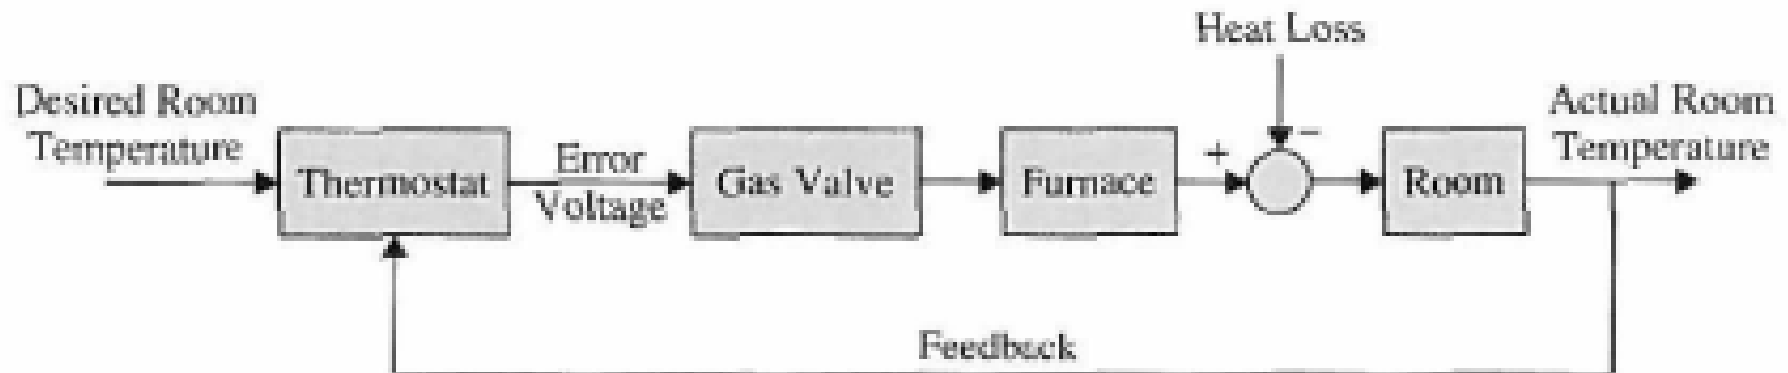 Heat Loss
Desired Room
Temperature
Actual Room
Temperature
Thermostat
Error
Voltage
Gas Valve
Furnace
+
−
Room
Feedback